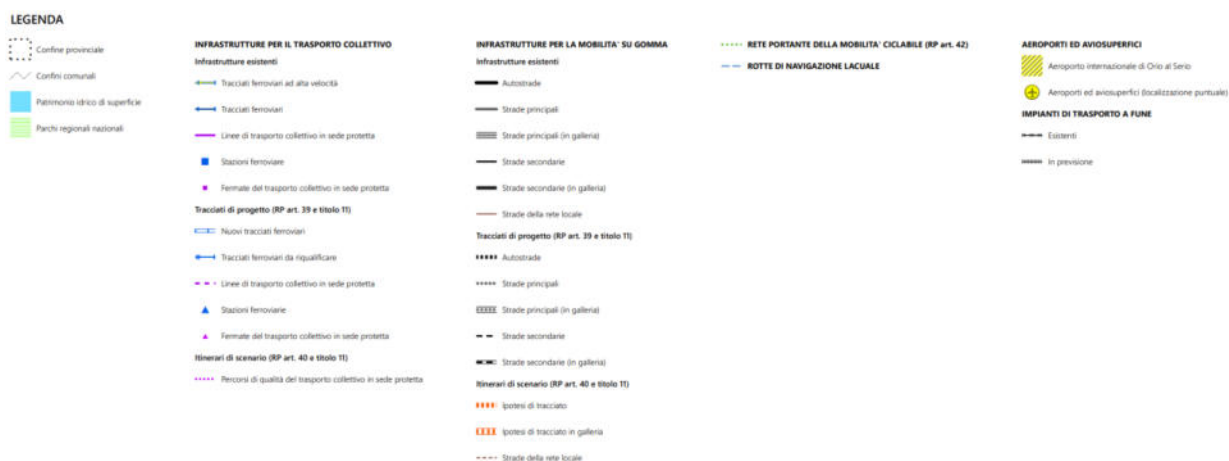 LEGENDA
Confine provinciale
Confini comunali
Patrimonio idrico di superficie
Parchi regionali nazionali
INFRASTRUTTURE PER IL TRASPORTO COLLETTIVO
Infrastrutture esistenti
Tracciati ferroviari ad alta velocità
Tracciati ferroviari
Linee di trasporto collettivo in sede protetta
Stazioni ferroviare
Fermate del trasporto collettivo in sede protetta
Tracciati di progetto (RP art. 39 e titolo 11)
Nuovi tracciati ferroviari
Tracciati ferroviari da riqualificare
Linee di trasporto collettivo in sede protetta
Stazioni ferroviarie
Fermate del trasporto collettivo in sede protetta
Itinerari di scenario (RP art. 40 e titolo 11)
Percorsi di qualità del trasporto collettivo in sede protetta
INFRASTRUTTURE PER LA MOBILITA' SU GOMMA
Infrastrutture esistenti
Autostrade
Strade principali
Strade principali (in galleria)
Strade secondarie
Strade secondarie (in galleria)
Strade della rete locale
Tracciati di progetto (RP art. 39 e titolo 11)
Autostrade
Strade principali
Strade principali (in galleria)
Strade secondarie
Strade secondarie (in galleria)
Itinerari di scenario (RP art. 40 e titolo 11)
Ipotesi di tracciato
Ipotesi di tracciato in galleria
Strade della rete locale
RETE PORTANTE DELLA MOBILITA' CICLABILE (RP art. 42)
ROTTE DI NAVIGAZIONE LACUALE
AEROPORTI ED AVIOSUPERFICI
Aeroporto internazionale di Orio al Serio
Aeroporti ed aviosuperfici (localizzazione puntuale)
IMPIANTI DI TRASPORTO A FUNE
Esistenti
In previsione